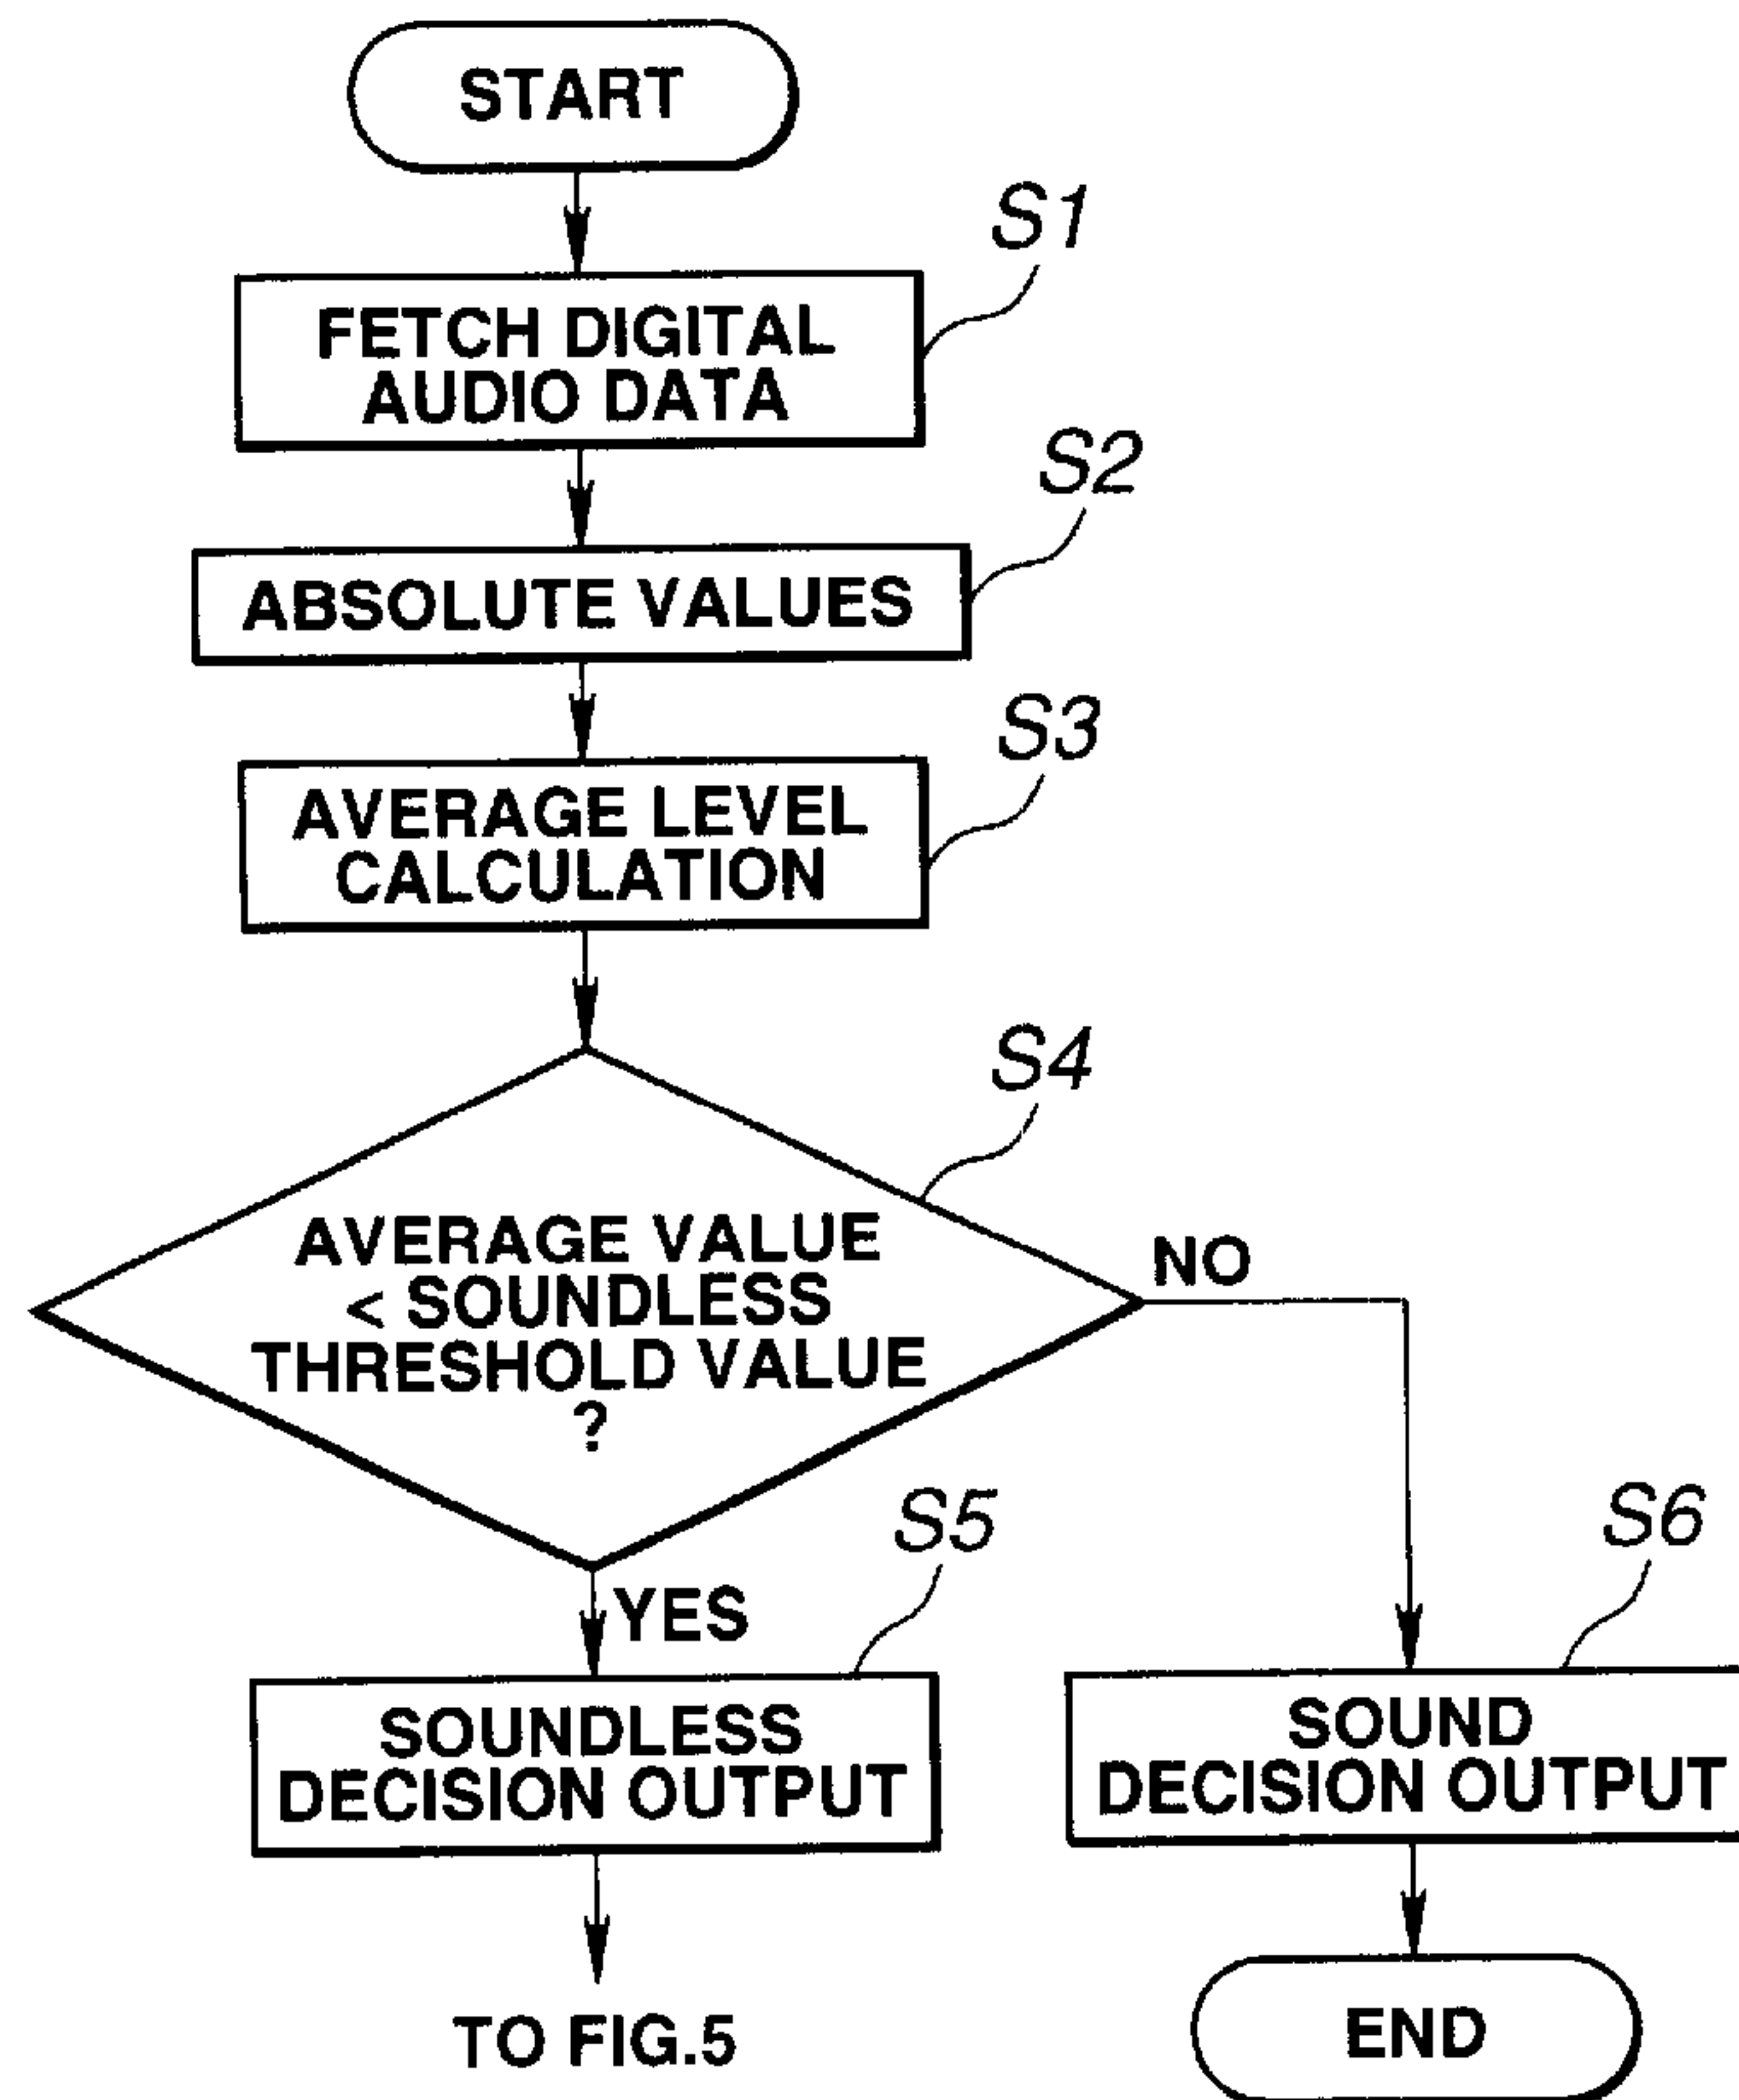 START
S1
FETCH DIGITAL
AUDIO DATA
S2
ABSOLUTE VALUES
S3
AVERAGE LEVEL
CALCULATION
S4
AVERAGE VALUE
< SOUNDLESS
THRESHOLD VALUE
?
NO
YES
S5
SOUNDLESS
DECISION OUTPUT
S6
SOUND
DECISION OUTPUT
TO FIG.5
END